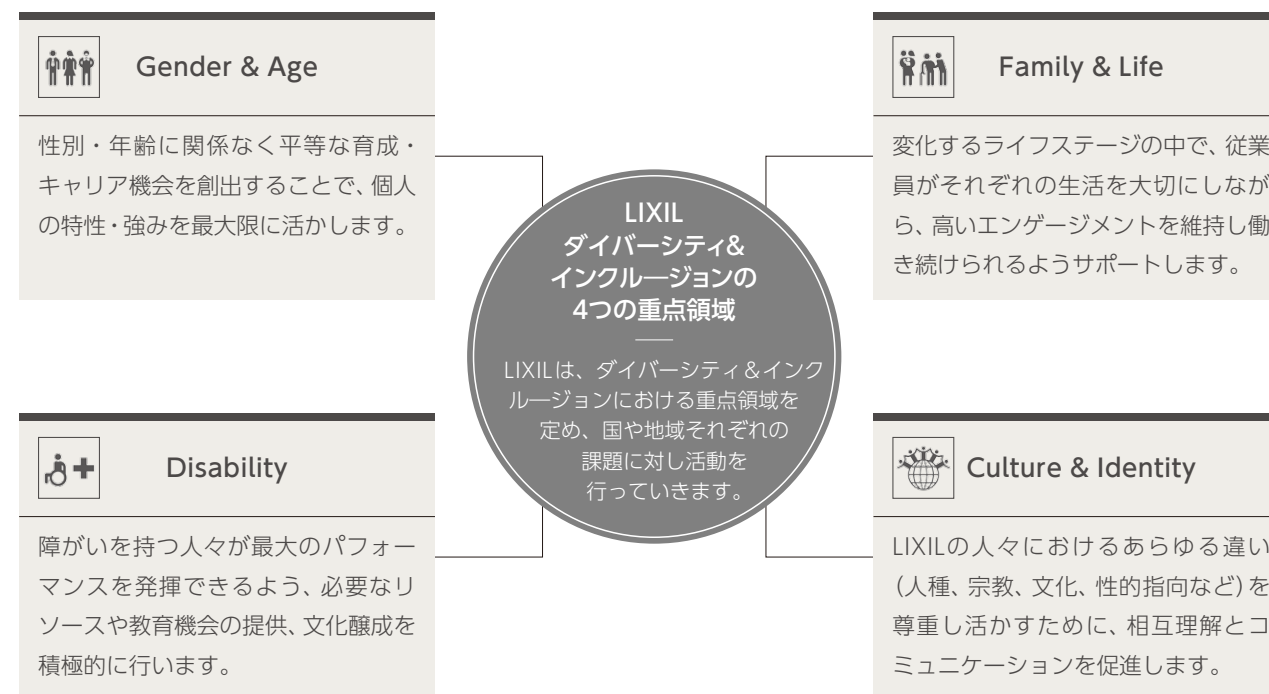 Gender & Age
性別・年齢に関係なく平等な育成・
キャリア機会を創出することで、個人
の特性・強みを最大限に活かします。
Family & Life
変化するライフステージの中で、従業
員がそれぞれの生活を大切にしなが
ら、高いエンゲージメントを維持し働
き続けられるようサポートします。
LIXIL
ダイバーシティ&
インクル―ジョンの
4つの重点領域
LIXILは、ダイバーシティ&インク
ル―ジョンにおける重点領域を
定め、国や地域それぞれの
課題に対し活動を
行っていきます。
Disability
障がいを持つ人々が最大のパフォー
マンスを発揮できるよう、必要なリ
ソースや教育機会の提供、文化醸成を
積極的に行います。
Culture & Identity
LIXILの人々におけるあらゆる違い
(人種、宗教、文化、性的指向など)を
尊重し活かすために、相互理解とコ
ミュニケーションを促進します。